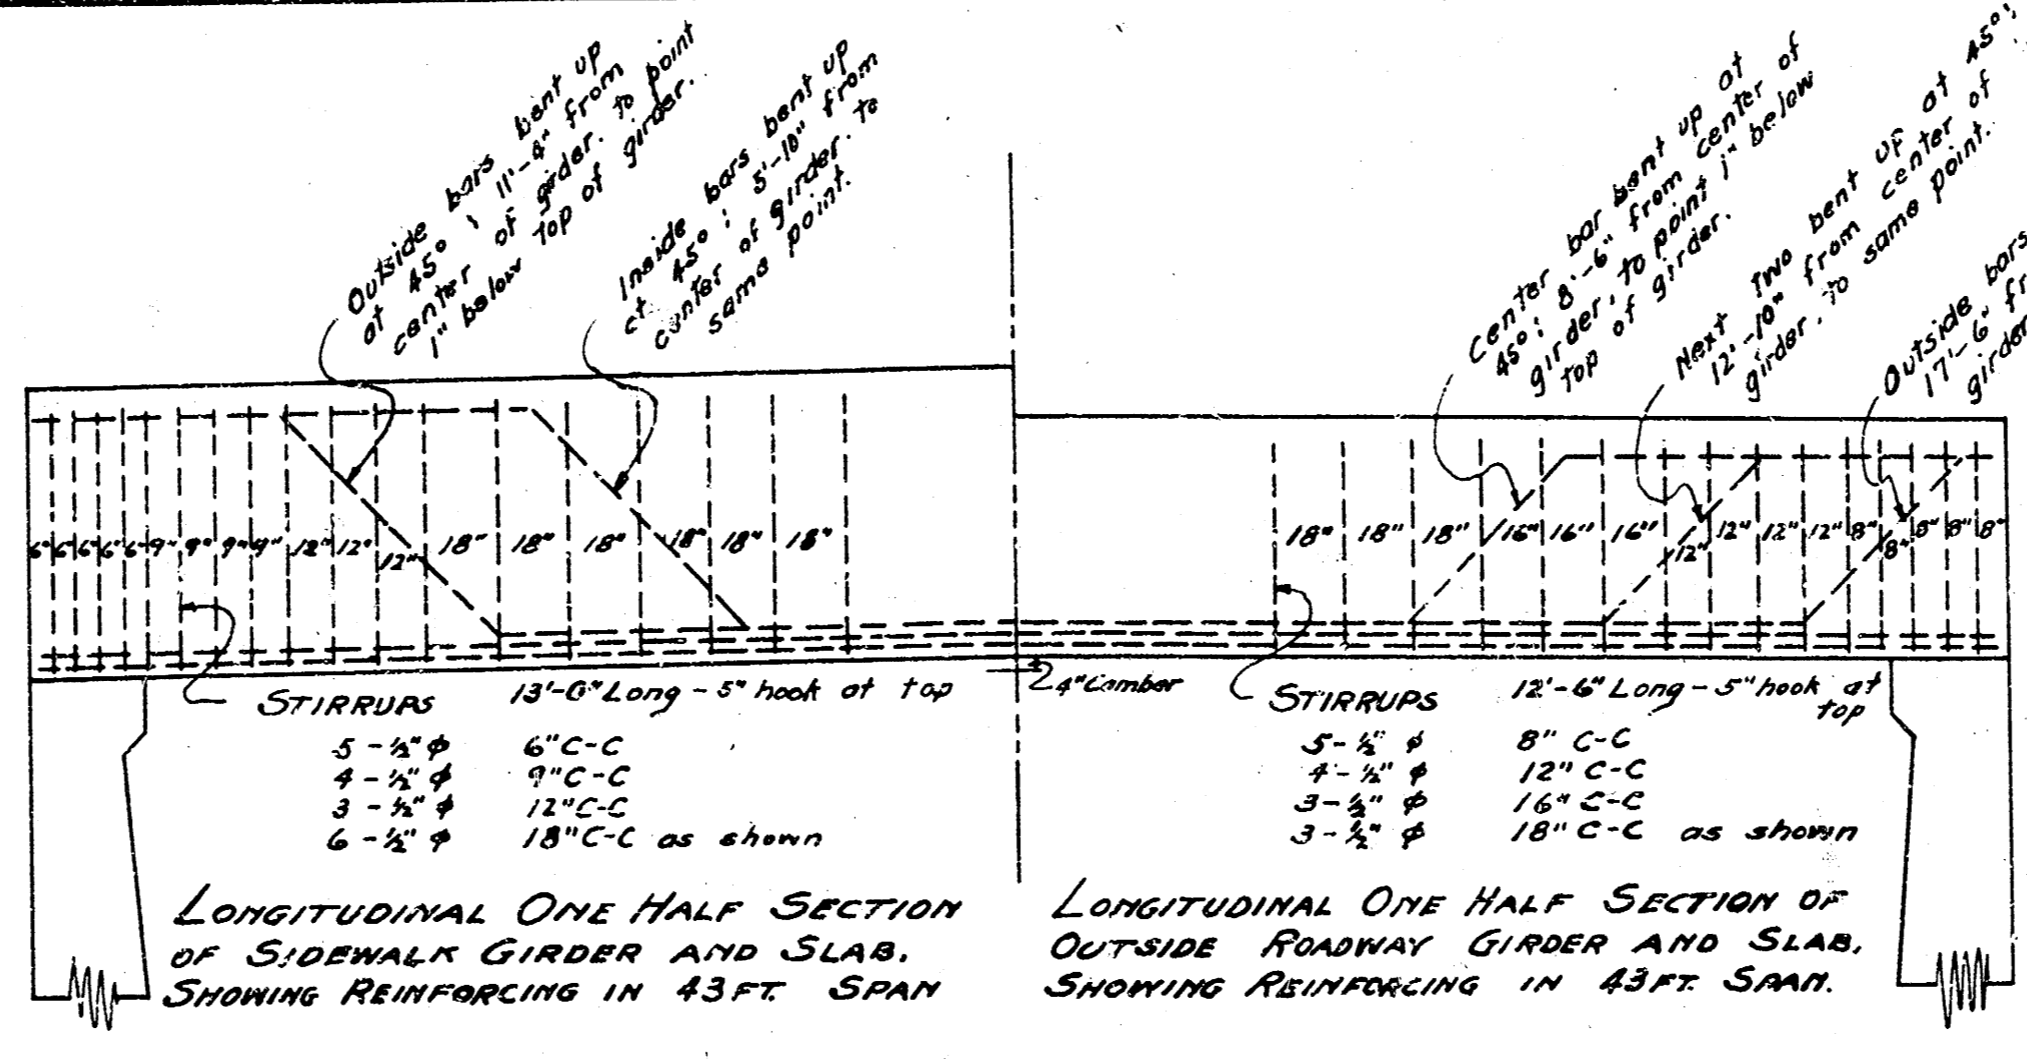 Outside bars bent up
at 45°; 11'-4" from
center of girder. to point
1" below top of girder.
Inside bars bent up
at 45°; 5'-10" from
center of girder. to
same point.
Center bar bent up at
45°; 8'-6" from center of
girder, to point 1" below
top of girder.
Next two bent up at 45°;
12'-10" from center of
girder. to same point.
Outside bars
17'-6"
girder
6" 6" 6" 6" 6" 9" 9" 9" 9" 12" 12" 12" 18" 18" 18" 18" 18" 18"
18" 18" 18" 16" 16" 16" 12" 12" 12" 12" 8" 8" 8" 8" 8"
STIRRUPS 13'-0" Long - 5" hook at top
5 - ½" ϕ 6" C-C
4 - ½" ϕ 9" C-C
3 - ½" ϕ 12" C-C
6 - ½" ϕ 18" C-C as shown
LONGITUDINAL ONE HALF SECTION
OF SIDEWALK GIRDER AND SLAB.
SHOWING REINFORCING IN 43 FT. SPAN
Camber
STIRRUPS 12'-6" Long - 5" hook at
top
5 - ½" ϕ 8" C-C
4 - ½" ϕ 12" C-C
3 - ½" ϕ 16" C-C
3 - ½" ϕ 18" C-C as shown
LONGITUDINAL ONE HALF SECTION OF
OUTSIDE ROADWAY GIRDER AND SLAB.
SHOWING REINFORCING IN 43 FT. SPAN.